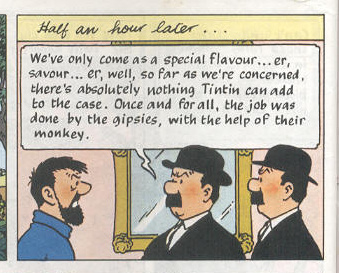 Half an hour later...
We've only come as a special flavour... er,
savour... er, well, so far as we're concerned,
there's absolutely nothing Tintin can add
to the case. Once and for all, the job was
done by the gipsies, with the help of their
monkey.